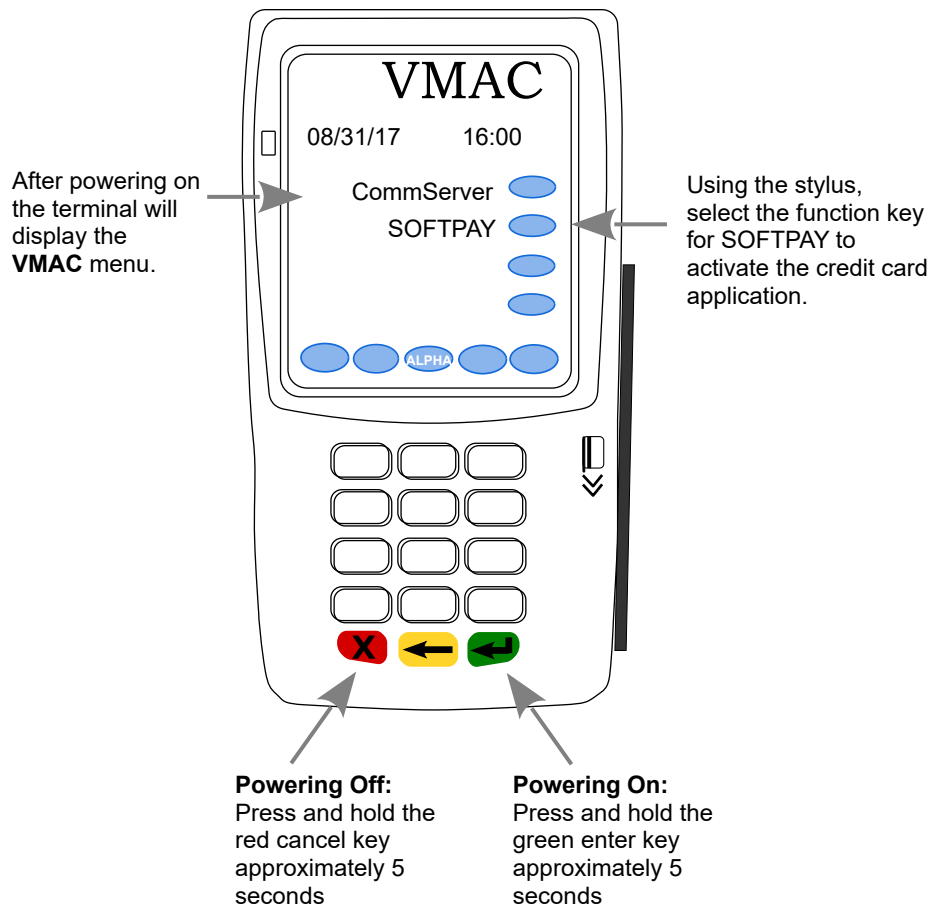 VMAC
08/31/17 16:00
CommServer
SOFTPAY
ALPHA
After powering on
the terminal will
display the
VMAC menu.
Using the stylus,
select the function key
for SOFTPAY to
activate the credit card
application.
X
Powering Off:
Press and hold the
red cancel key
approximately 5
seconds
Powering On:
Press and hold the
green enter key
approximately 5
seconds